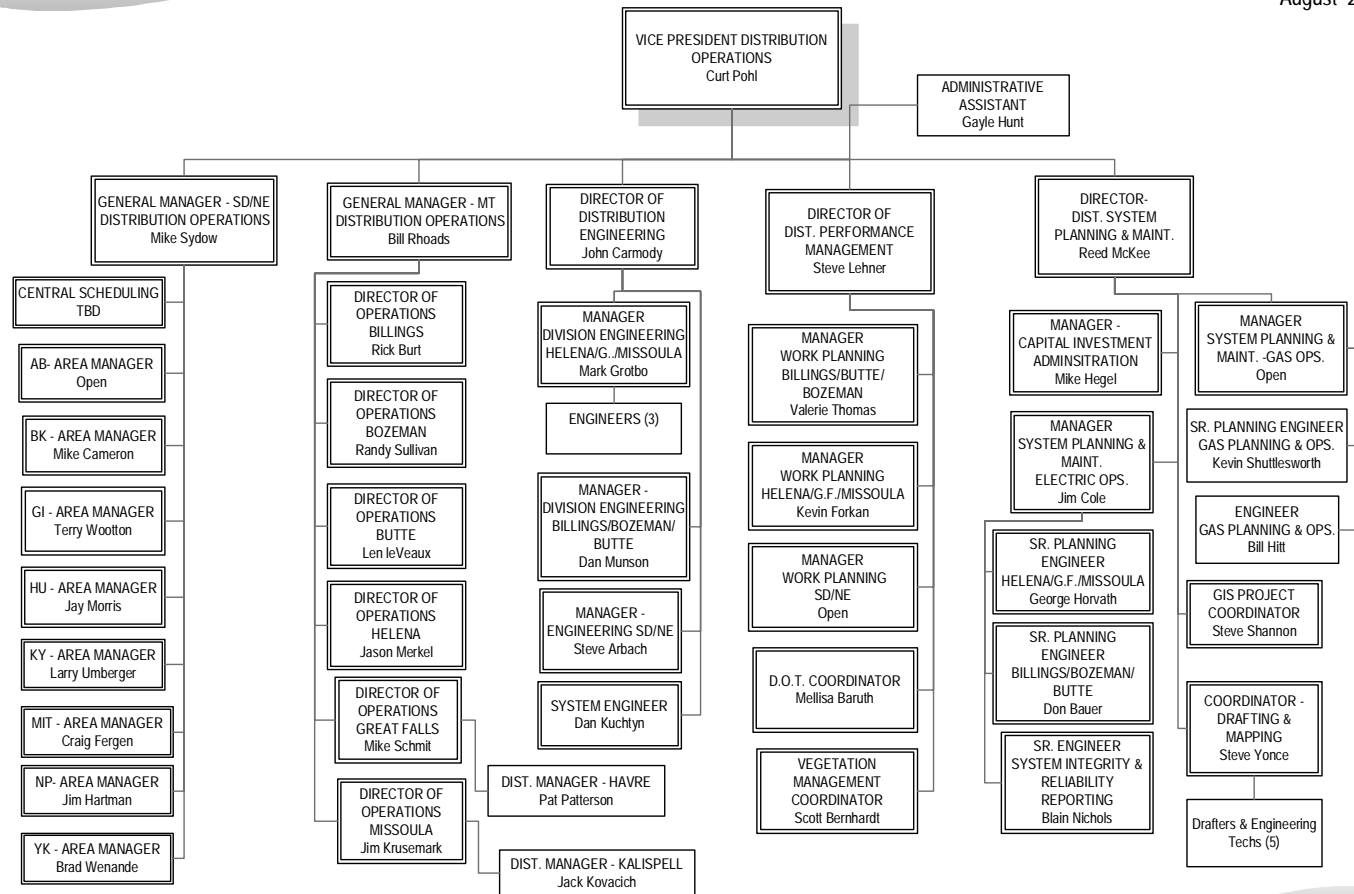 August 2
VICE PRESIDENT DISTRIBUTION
OPERATIONS
Curt Pohl
ADMINISTRATIVE
ASSISTANT
Gayle Hunt
GENERAL MANAGER - SD/NE
DISTRIBUTION OPERATIONS
Mike Sydow
CENTRAL SCHEDULING
TBD
AB- AREA MANAGER
Open
BK - AREA MANAGER
Mike Cameron
GI - AREA MANAGER
Terry Wootton
HU - AREA MANAGER
Jay Morris
KY - AREA MANAGER
Larry Umberger
MIT - AREA MANAGER
Craig Fergen
NP- AREA MANAGER
Jim Hartman
YK - AREA MANAGER
Brad Wenande
GENERAL MANAGER - MT
DISTRIBUTION OPERATIONS
Bill Rhoads
DIRECTOR OF
OPERATIONS
BILLINGS
Rick Burt
DIRECTOR OF
OPERATIONS
BOZEMAN
Randy Sullivan
DIRECTOR OF
OPERATIONS
BUTTE
Len leVeaux
DIRECTOR OF
OPERATIONS
HELENA
Jason Merkel
DIRECTOR OF
OPERATIONS
GREAT FALLS
Mike Schmit
DIST. MANAGER - HAVRE
Pat Patterson
DIRECTOR OF
OPERATIONS
MISSOULA
Jim Krusemark
DIST. MANAGER - KALISPELL
Jack Kovacich
DIRECTOR OF
DISTRIBUTION
ENGINEERING
John Carmody
MANAGER
DIVISION ENGINEERING
HELENA/G../MISSOULA
Mark Grotbo
ENGINEERS (3)
MANAGER -
DIVISION ENGINEERING
BILLINGS/BOZEMAN/
BUTTE
Dan Munson
MANAGER -
ENGINEERING SD/NE
Steve Arbach
SYSTEM ENGINEER
Dan Kuchtyn
DIRECTOR OF
DIST. PERFORMANCE
MANAGEMENT
Steve Lehner
MANAGER
WORK PLANNING
BILLINGS/BUTTE/
BOZEMAN
Valerie Thomas
MANAGER
WORK PLANNING
HELENA/G.F./MISSOULA
Kevin Forkan
MANAGER
WORK PLANNING
SD/NE
Open
D.O.T. COORDINATOR
Mellisa Baruth
VEGETATION
MANAGEMENT
COORDINATOR
Scott Bernhardt
DIRECTOR-
DIST. SYSTEM
PLANNING & MAINT.
Reed McKee
MANAGER -
CAPITAL INVESTMENT
ADMINSITRATION
Mike Hegel
MANAGER
SYSTEM PLANNING &
MAINT.
ELECTRIC OPS.
Jim Cole
SR. PLANNING
ENGINEER
HELENA/G.F./MISSOULA
George Horvath
SR. PLANNING
ENGINEER
BILLINGS/BOZEMAN/
BUTTE
Don Bauer
SR. ENGINEER
SYSTEM INTEGRITY &
RELIABILITY
REPORTING
Blain Nichols
MANAGER
SYSTEM PLANNING &
MAINT. -GAS OPS.
Open
SR. PLANNING ENGINEER
GAS PLANNING & OPS.
Kevin Shuttlesworth
ENGINEER
GAS PLANNING & OPS.
Bill Hitt
GIS PROJECT
COORDINATOR
Steve Shannon
COORDINATOR -
DRAFTING &
MAPPING
Steve Yonce
Drafters & Engineering
Techs (5)